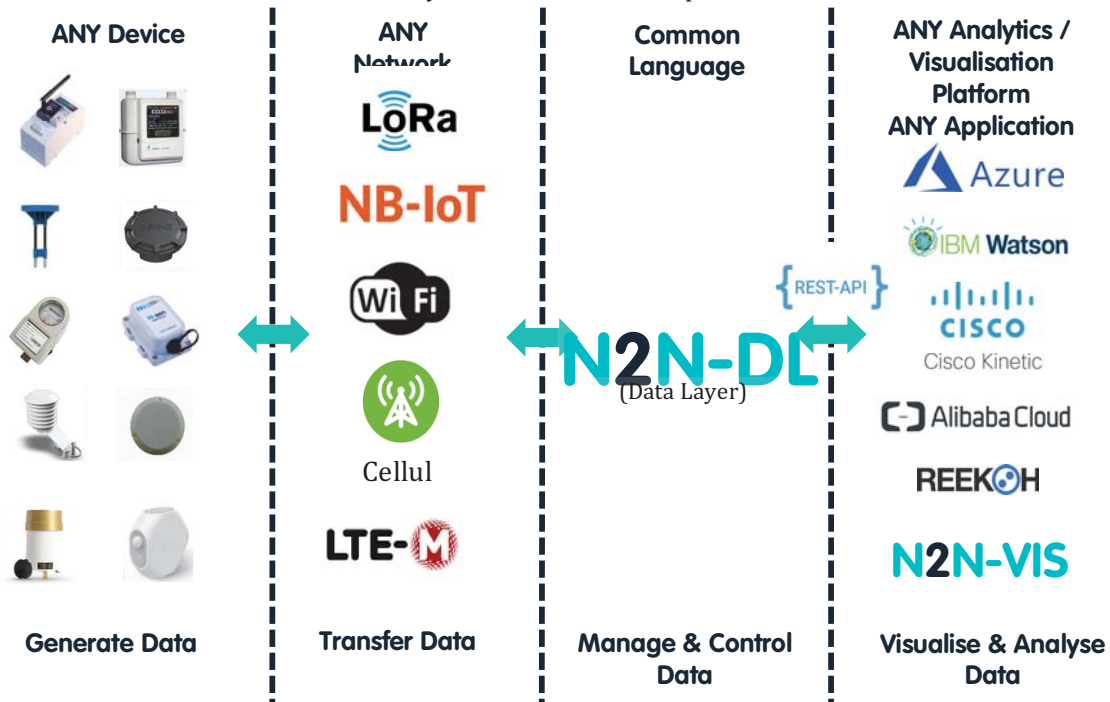 ANY Device
ANY
Network
LoRa
NB-IoT
Wi Fi
Cellul
LTE-M
Common
Language
{REST-API}
N2N-DL
(Data Layer)
ANY Analytics /
Visualisation
Platform
ANY Application
Azure
IBM Watson
CISCO
Cisco Kinetic
Alibaba Cloud
REEKOH
N2N-VIS
Generate Data
Transfer Data
Manage & Control
Data
Visualise & Analyse
Data